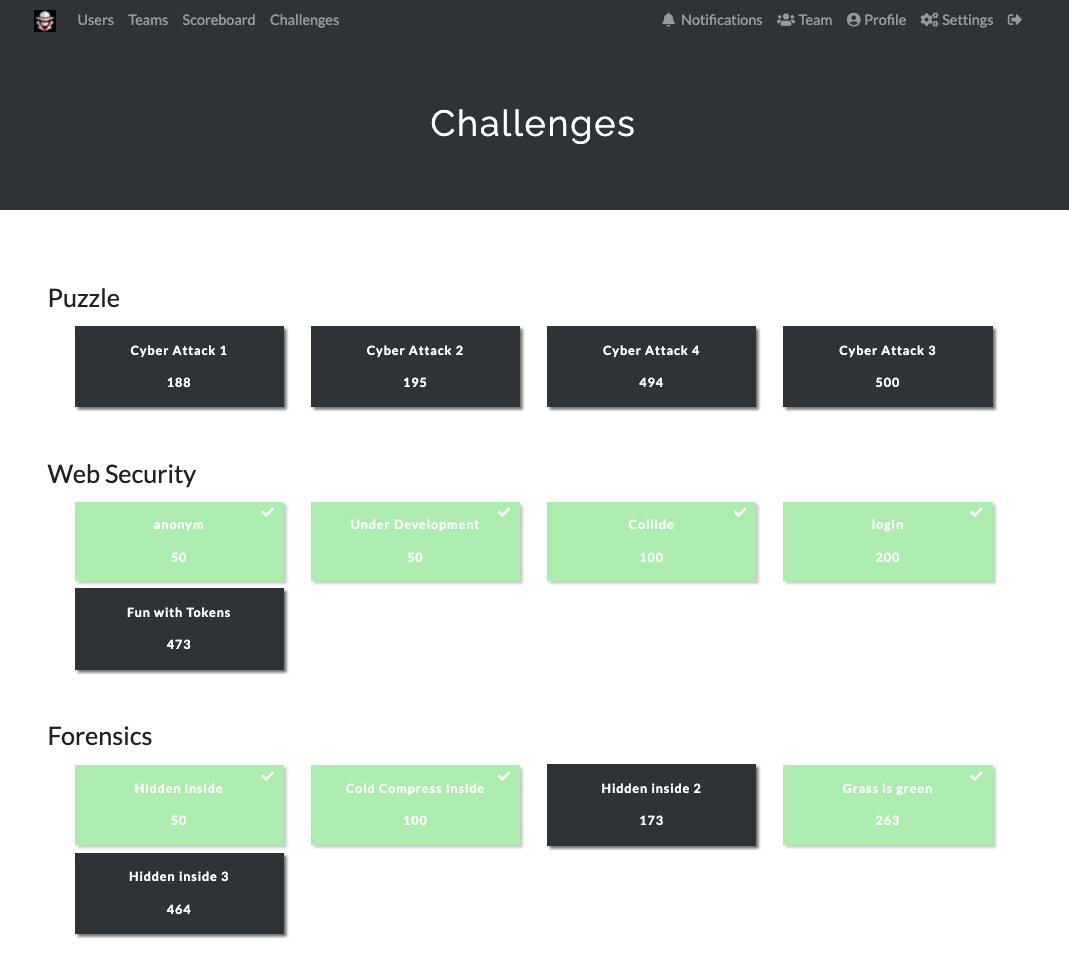 Users Teams Scoreboard Challenges Notifications Team Profile Settings
Challenges
Puzzle
Cyber Attack 1 Cyber Attack 2 Cyber Attack 4 Cyber Attack 3
188 195 494 500
Web Security
anonym Under Development Collide login
50 50 100 200
Fun with Tokens
473
Forensics
Hidden inside Cold Compress Inside Hidden inside 2 Grass is green
50 100 173 263
Hidden inside 3
464